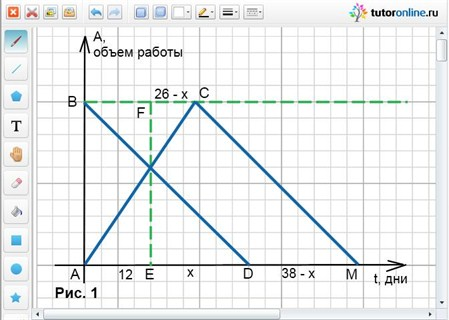 tutoronline.ru
A,
объем работы
26 - x
B
C
F
A
12
E
x
D
38 - x
M
t, дни
Рис. 1
T